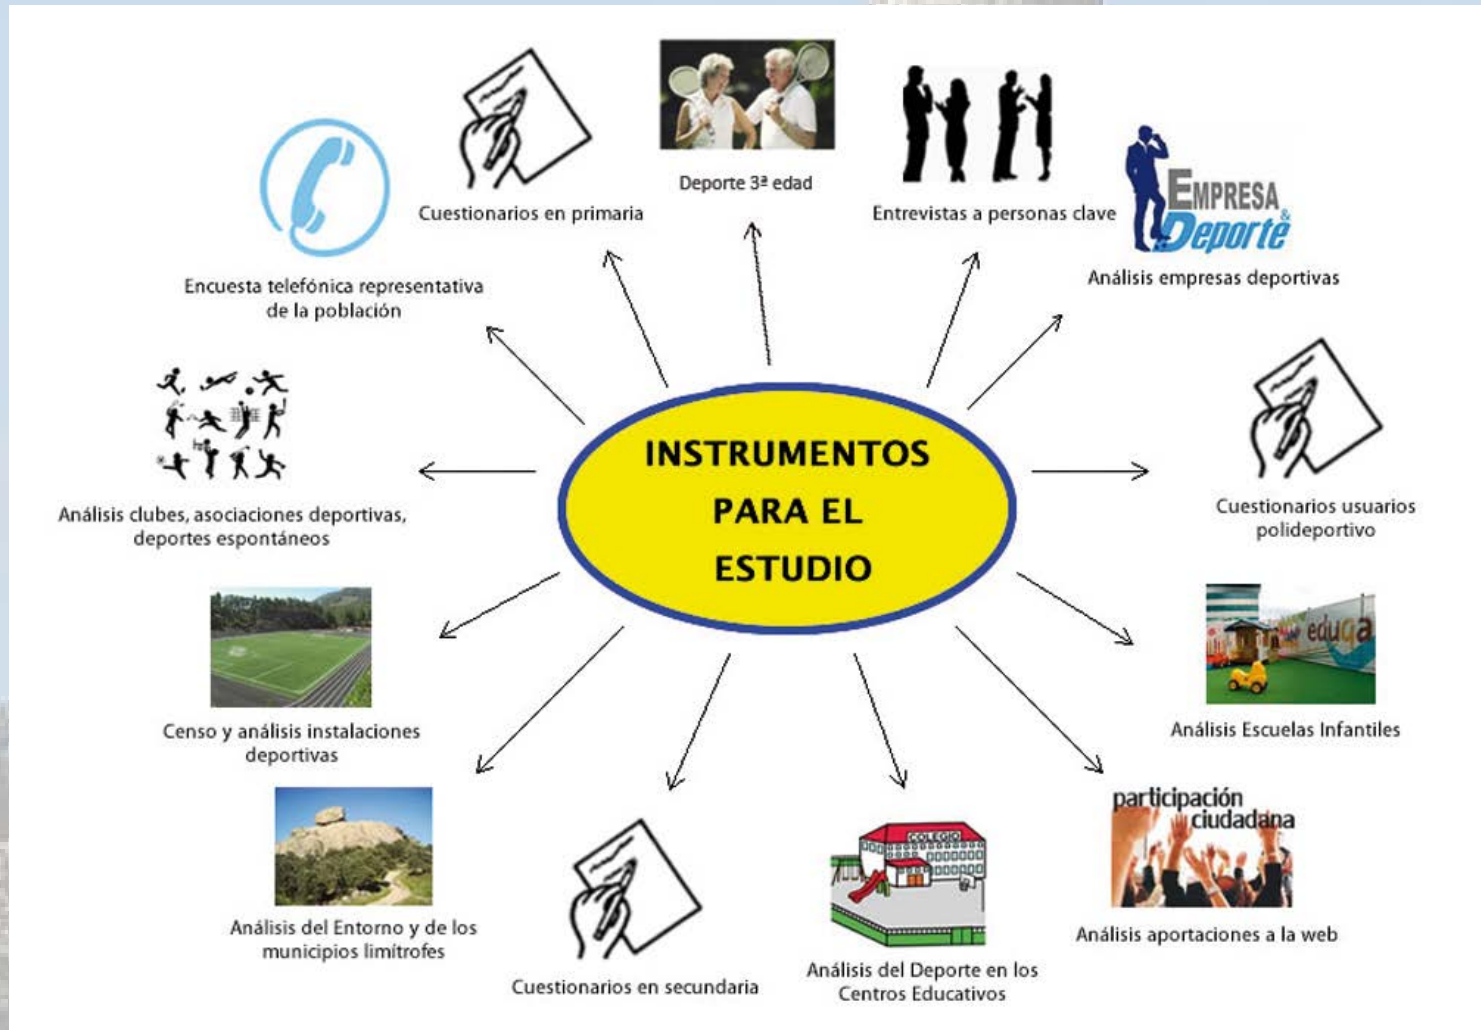 Deporte 3ª edad
Cuestionarios en primaria
Entrevistas a personas clave
EMPRESA
& Deporte
Análisis empresas deportivas
Encuesta telefónica representativa
de la población
INSTRUMENTOS
PARA EL
ESTUDIO
Análisis clubes, asociaciones deportivas,
deportes espontáneos
Cuestionarios usuarios
polideportivo
eduqa
Censo y análisis instalaciones
deportivas
Análisis Escuelas Infantiles
participación
ciudadana
COLEGIO
Análisis del Entorno y de los
municipios limítrofes
Análisis aportaciones a la web
Cuestionarios en secundaria
Análisis del Deporte en los
Centros Educativos